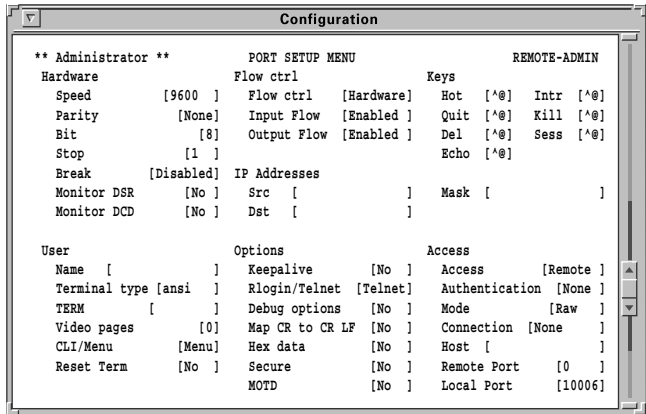 Configuration
** Administrator ** PORT SETUP MENU REMOTE-ADMIN
Hardware Flow ctrl Keys
Speed [9600 ] Flow ctrl [Hardware] Hot [^@] Intr [^@]
Parity [None] Input Flow [Enabled ] Quit [^@] Kill [^@]
Bit [8] Output Flow [Enabled ] Del [^@] Sess [^@]
Stop [1 ] Echo [^@]
Break [Disabled] IP Addresses
Monitor DSR [No ] Src [ ] Mask [ ]
Monitor DCD [No ] Dst [ ]
User Options Access
Name [ ] Keepalive [No ] Access [Remote ]
Terminal type [ansi ] Rlogin/Telnet [Telnet] Authentication [None ]
TERM [ ] Debug options [No ] Mode [Raw ]
Video pages [0] Map CR to CR LF [No ] Connection [None ]
CLI/Menu [Menu] Hex data [No ] Host [ ]
Reset Term [No ] Secure [No ] Remote Port [0 ]
MOTD [No ] Local Port [10006]